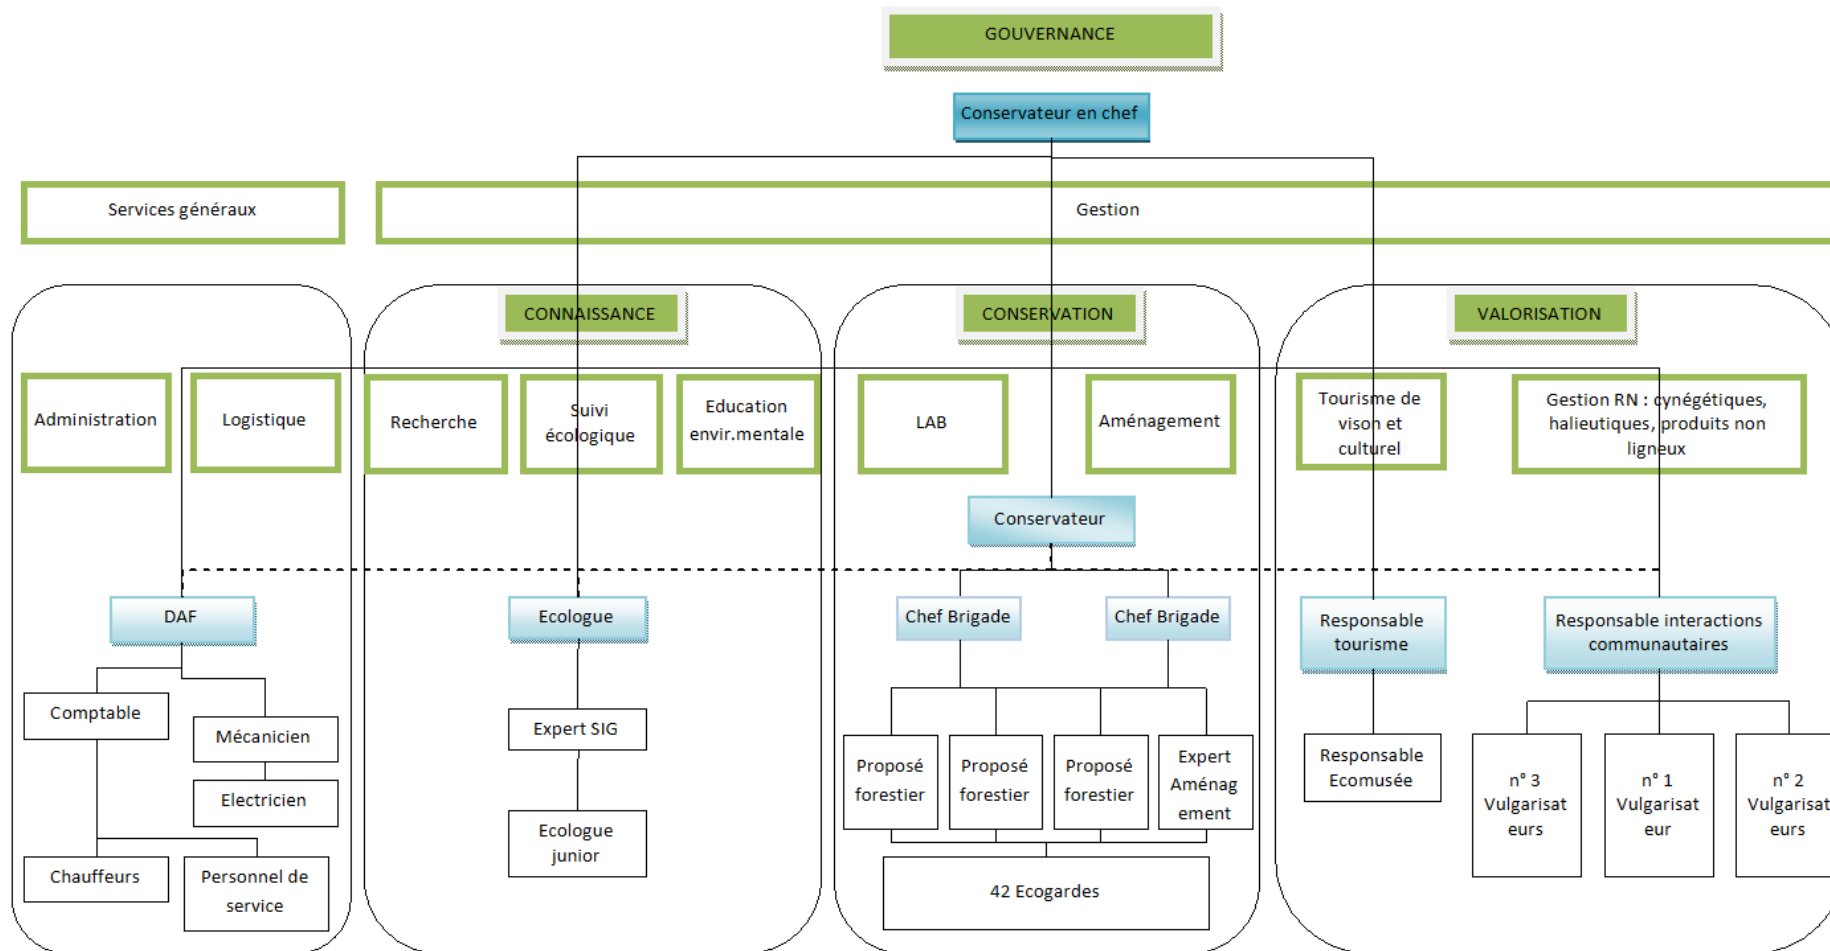 GOUVERNANCE
Conservateur en chef
Services généraux
Gestion
CONNAISSANCE
CONSERVATION
VALORISATION
Administration
Logistique
Recherche
Suivi
écologique
Education
envir.mentale
LAB
Aménagement
Tourisme de
vison et
culturel
Gestion RN : cynégétiques,
halieutiques, produits non
ligneux
Conservateur
DAF
Ecologue
Chef Brigade
Chef Brigade
Responsable
tourisme
Responsable interactions
communautaires
Comptable
Mécanicien
Electricien
Chauffeurs
Personnel de
service
Expert SIG
Ecologue
junior
Proposé
forestier
Proposé
forestier
Proposé
forestier
Expert
Aménag
ement
42 Ecogardes
Responsable
Ecomusée
n° 3
Vulgarisat
eurs
n° 1
Vulgarisat
eur
n° 2
Vulgarisat
eurs